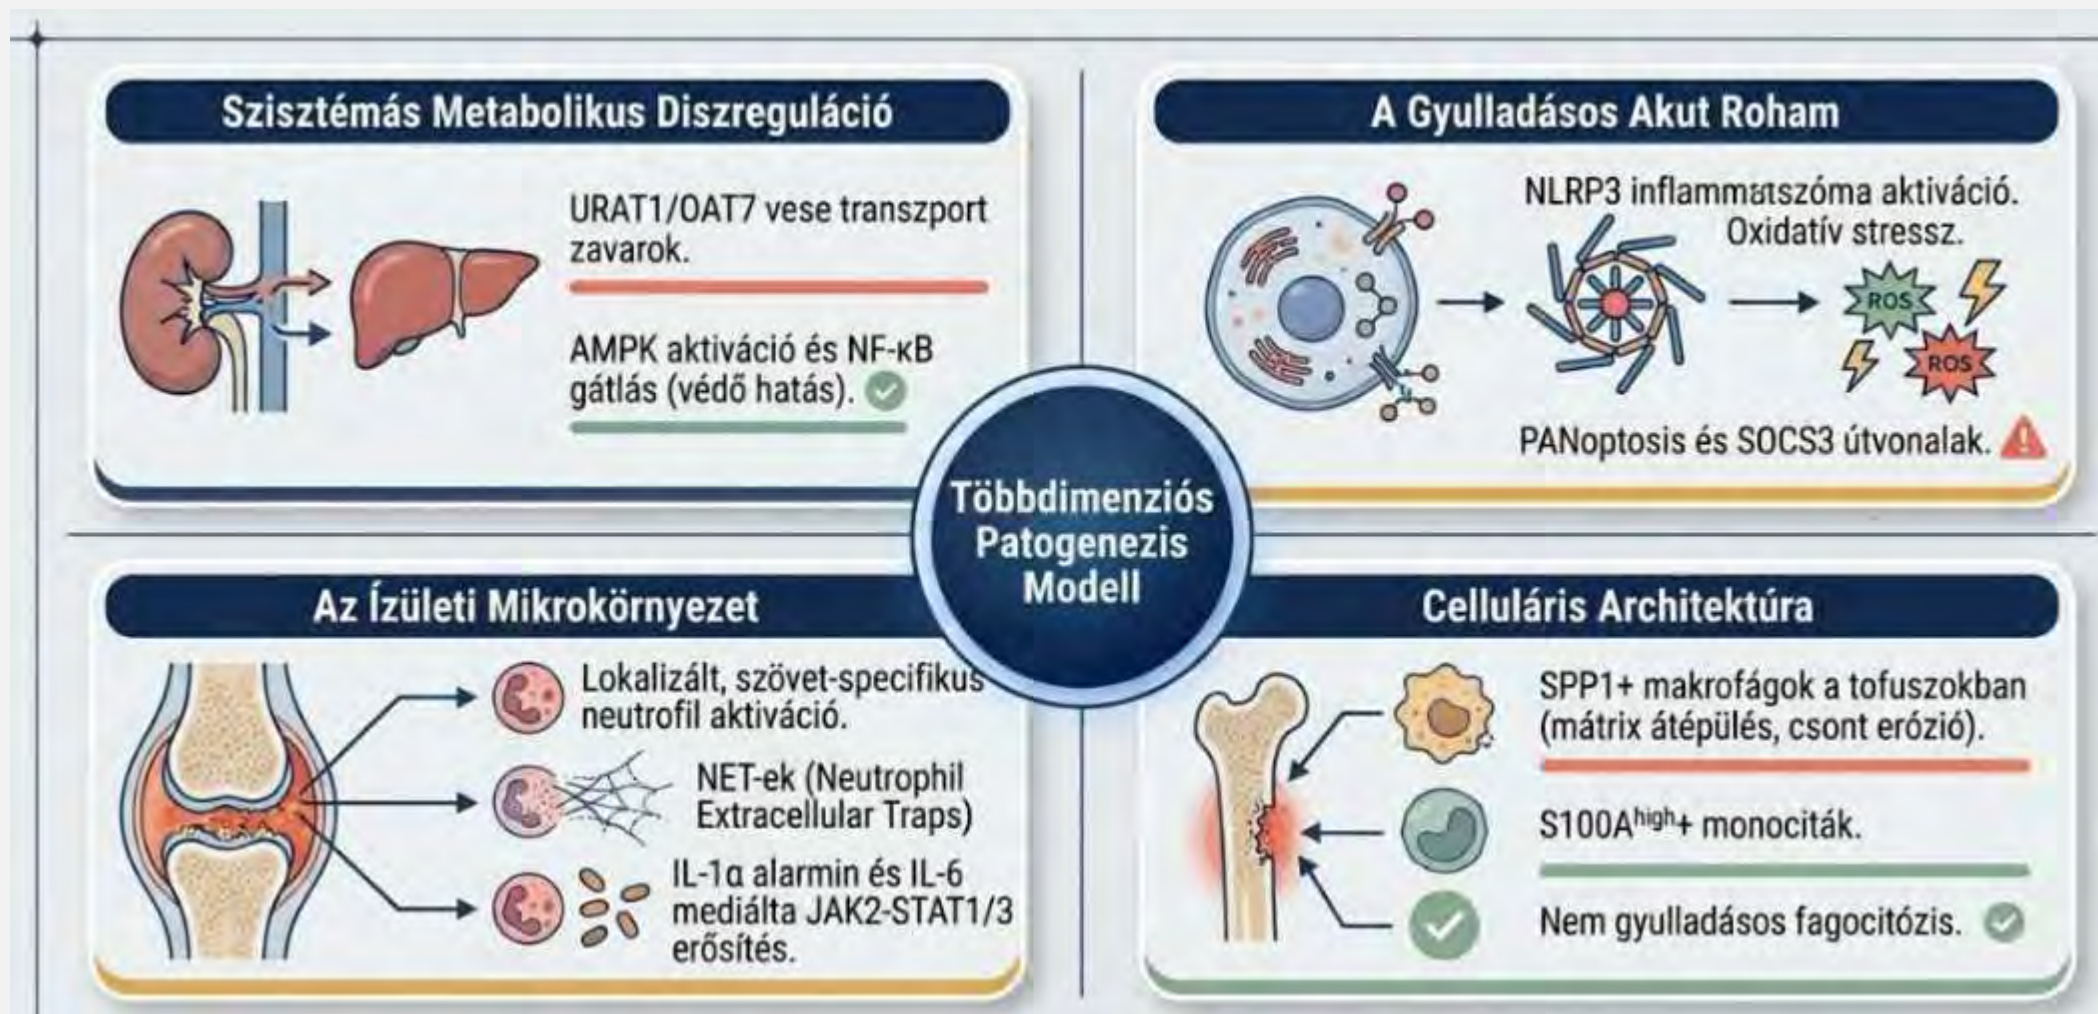 Szisztémás Metabolikus Diszreguláció
URAT1/OAT7 vese transzport
zavarok.
AMPK aktiváció és NF-κB
gátlás (védő hatás).
A Gyulladásos Akut Roham
NLRP3 inflammatszóma aktiváció.
Oxidatív stressz.
ROS
ROS
PANoptosis és SOCS3 útvonalak.
Többdimenziós
Patogenezis
Modell
Az Ízületi Mikrokörnyezet
Lokalizált, szövet-specifikus
neutrofil aktiváció.
NET-ek (Neutrophil
Extracellular Traps)
IL-1α alarmin és IL-6
mediálta JAK2-STAT1/3
erősítés.
Celluláris Architektúra
SPP1+ makrofágok a tofuszokban
(mátrix átépülés, csont erózió).
S100Aʰⁱᵍʰ+ monociták.
Nem gyulladásos fagocitózis.